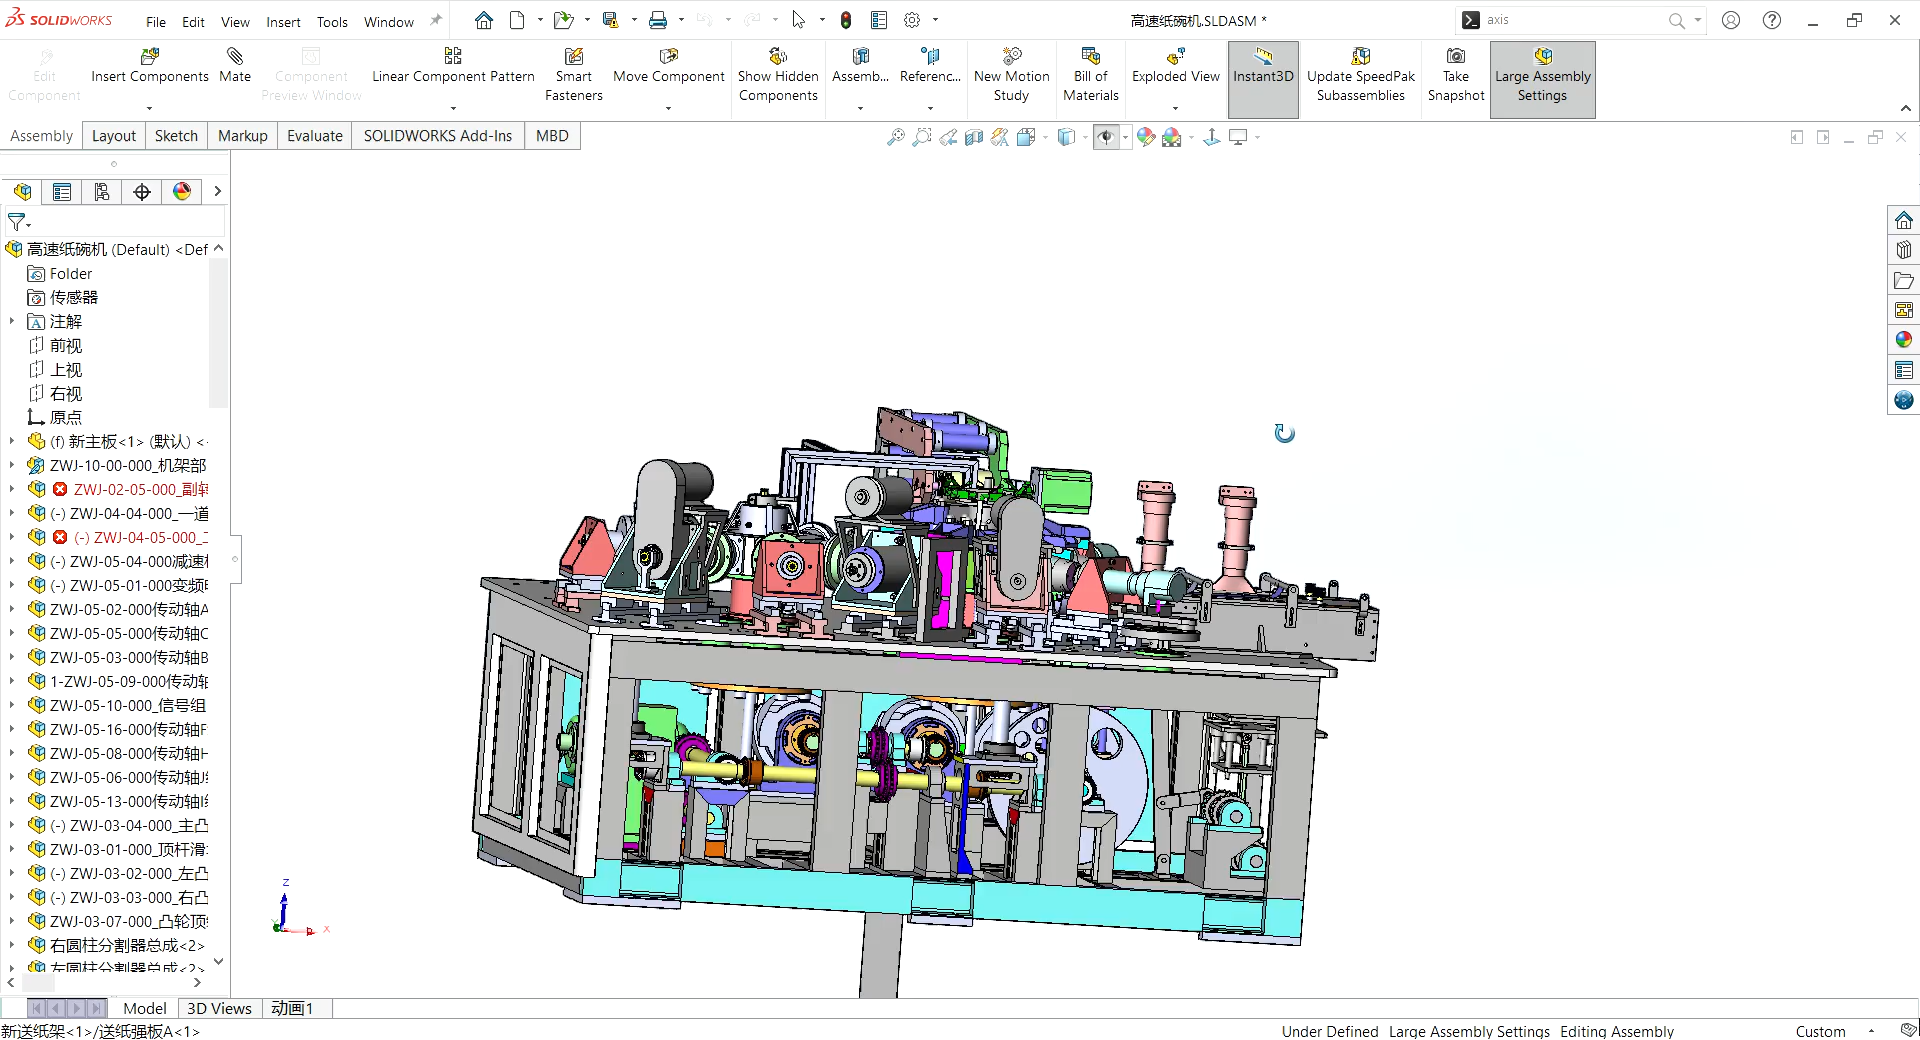 SOLIDWORKS File Edit View Insert Tools Window 高速纸碗机.SLDASM * axis
Edit Component
Insert Components
Mate
Component Preview Window
Linear Component Pattern
Smart Fasteners
Move Component
Show Hidden Components
Assemb...
Referenc...
New Motion Study
Bill of Materials
Exploded View
Instant3D
Update SpeedPak Subassemblies
Take Snapshot
Large Assembly Settings
Assembly Layout Sketch Markup Evaluate SOLIDWORKS Add-Ins MBD
高速纸碗机 (Default) <Def
Folder
传感器
注解
前视
上视
右视
原点
(f) 新主板<1> (默认) <
ZWJ-10-00-000_机架部
ZWJ-02-05-000_副转
(-) ZWJ-04-04-000_一道
(-) ZWJ-04-05-000_
(-) ZWJ-05-04-000减速
(-) ZWJ-05-01-000变频
ZWJ-05-02-000传动轴A
ZWJ-05-05-000传动轴C
ZWJ-05-03-000传动轴B
1-ZWJ-05-09-000传动轴
ZWJ-05-10-000_信号组
ZWJ-05-16-000传动轴F
ZWJ-05-08-000传动轴H
ZWJ-05-06-000传动轴J
ZWJ-05-13-000传动轴I
(-) ZWJ-03-04-000_主凸
ZWJ-03-01-000_顶杆滑
(-) ZWJ-03-02-000_左凸
(-) ZWJ-03-03-000_右凸
ZWJ-03-07-000_凸轮顶
右圆柱分割器总成<2>
左圆柱分割器总成<2>
Z
Y
X
Model 3D Views 动画1
新送纸架<1>/送纸强板A<1> Under Defined Large Assembly Settings Editing Assembly Custom